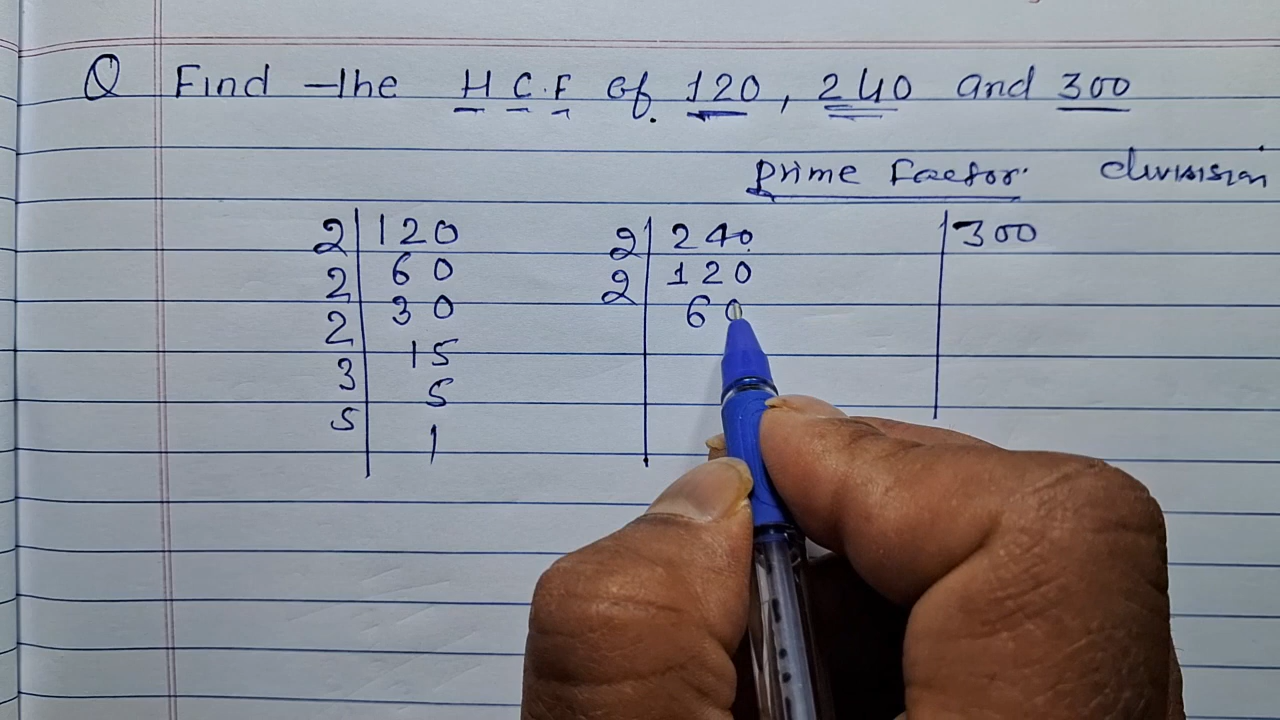 Q Find the H.C.F of 120, 240 and 300
Prime Factor. division
2 120 2 240 300
2 60 2 120
2 30 60
3 15
5 5
1